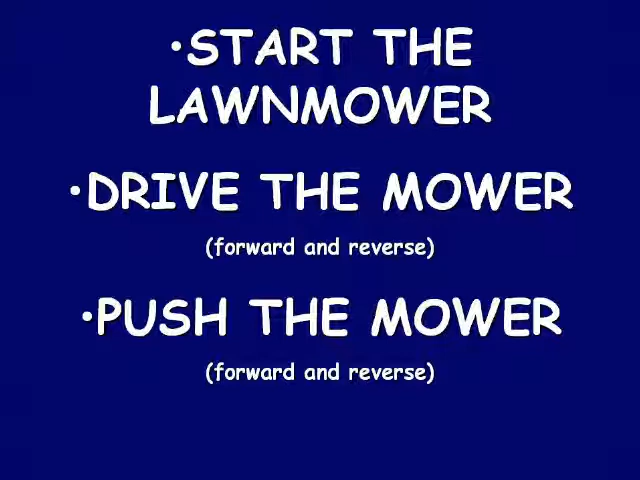 •START THE
LAWNMOWER
•DRIVE THE MOWER
(forward and reverse)
•PUSH THE MOWER
(forward and reverse)